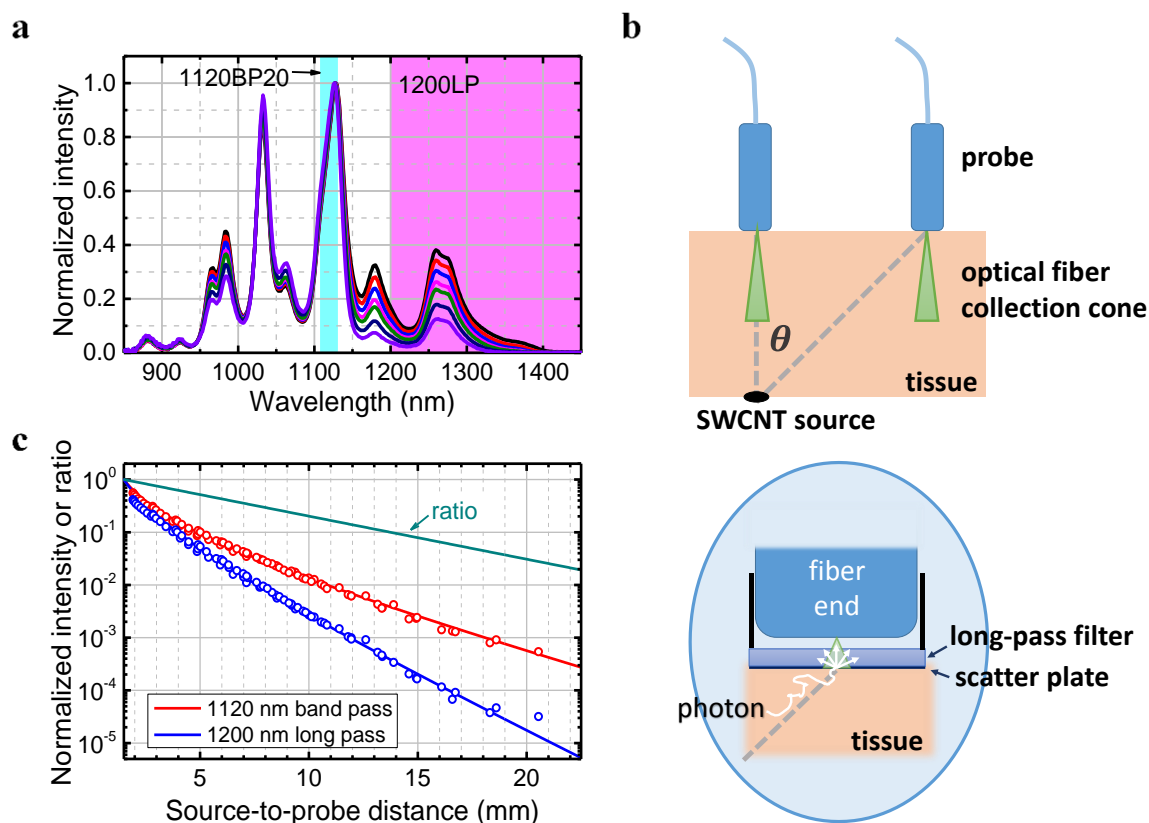 a
1120BP20
1200LP
Normalized intensity
1.0
0.8
0.6
0.4
0.2
0.0
900 1000 1100 1200 1300 1400
Wavelength (nm)
b
probe
optical fiber
collection cone
θ
tissue
SWCNT source
c
Normalized intensity or ratio
10^0
10^-1
10^-2
10^-3
10^-4
10^-5
ratio
1120 nm band pass
1200 nm long pass
5 10 15 20
Source-to-probe distance (mm)
fiber
end
long-pass filter
scatter plate
photon
tissue